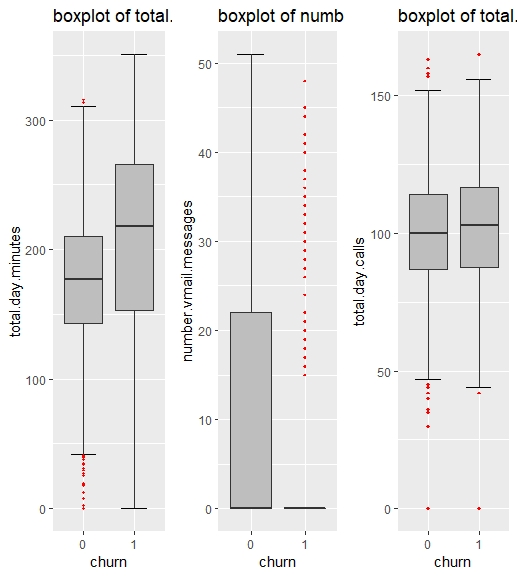 boxplot of total.
total.day.minutes
300
200
100
0
0 1
churn
boxplot of numb
number.vmail.messages
50
40
30
20
10
0
0 1
churn
boxplot of total.
total.day.calls
150
100
50
0
0 1
churn